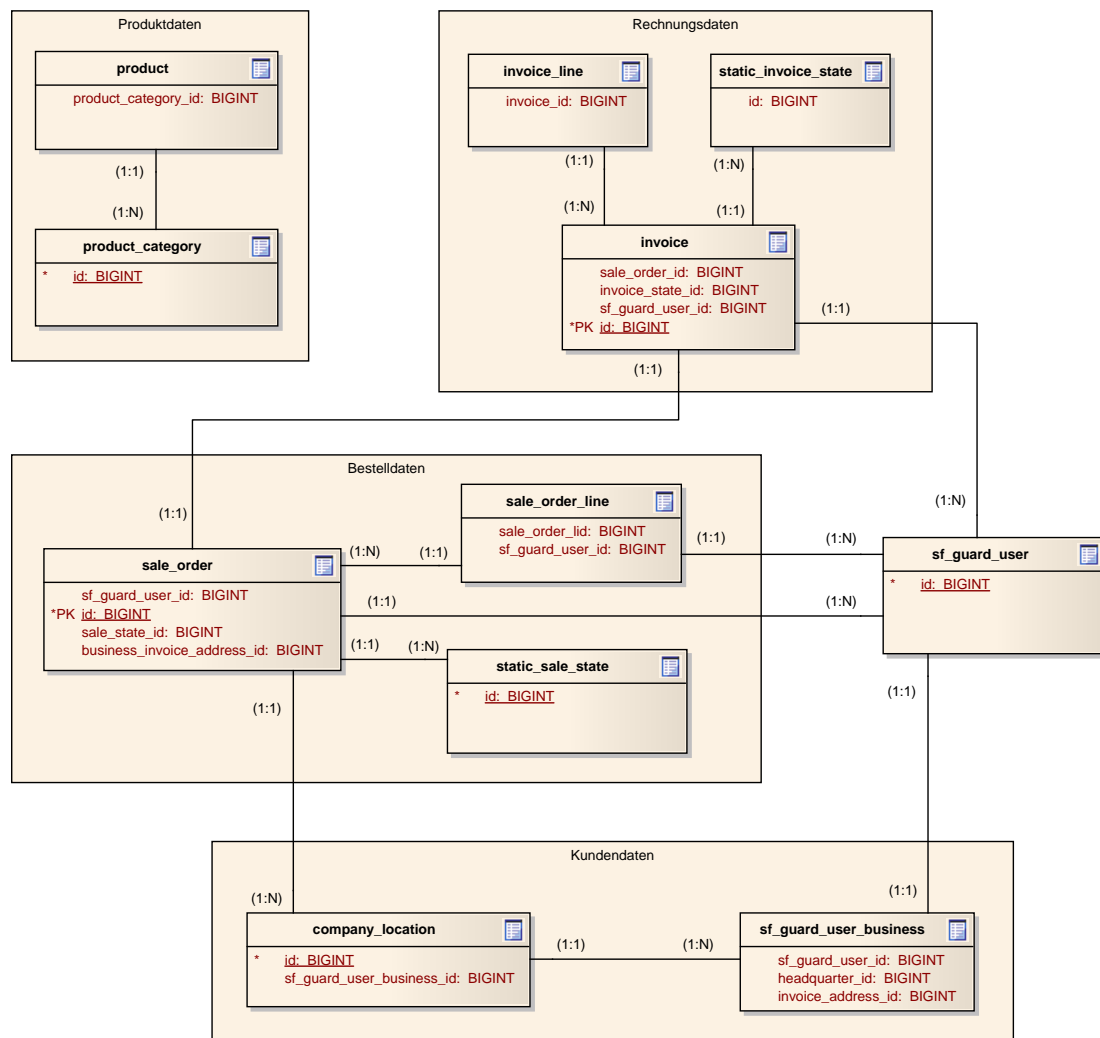 Produktdaten
product
product_category_id: BIGINT
(1:1)
(1:N)
product_category
* id: BIGINT
Rechnungsdaten
invoice_line
invoice_id: BIGINT
static_invoice_state
id: BIGINT
(1:1)
(1:N)
(1:N)
(1:1)
invoice
sale_order_id: BIGINT
invoice_state_id: BIGINT
sf_guard_user_id: BIGINT
*PK id: BIGINT
(1:1)
(1:1)
Bestelldaten
(1:1)
sale_order_line
sale_order_lid: BIGINT
sf_guard_user_id: BIGINT
(1:N)
(1:1)
(1:1)
(1:N)
(1:N)
sale_order
sf_guard_user_id: BIGINT
*PK id: BIGINT
sale_state_id: BIGINT
business_invoice_address_id: BIGINT
(1:1)
(1:N)
sf_guard_user
* id: BIGINT
(1:1)
(1:N)
static_sale_state
* id: BIGINT
(1:1)
(1:1)
Kundendaten
(1:N)
(1:1)
company_location
* id: BIGINT
sf_guard_user_business_id: BIGINT
(1:1)
(1:N)
sf_guard_user_business
sf_guard_user_id: BIGINT
headquarter_id: BIGINT
invoice_address_id: BIGINT